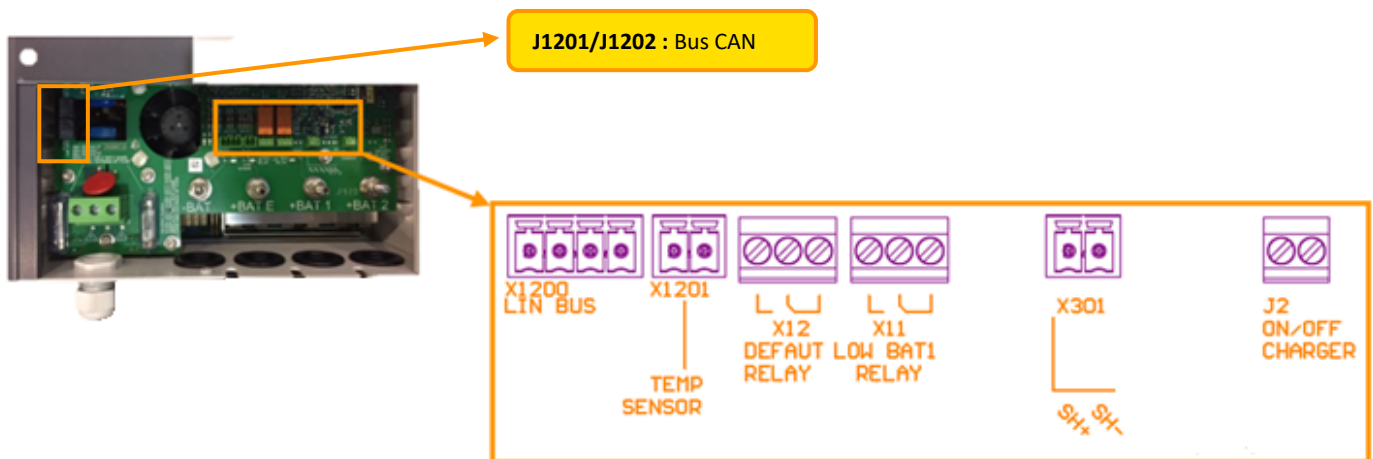 J1201/J1202 : Bus CAN
-BAT
+BAT E
+BAT 1
+BAT 2
X1200
LIN BUS
X1201
TEMP
SENSOR
X12
DEFAUT
RELAY
X11
LOW BAT1
RELAY
X301
SH+
SH-
J2
ON/OFF
CHARGER